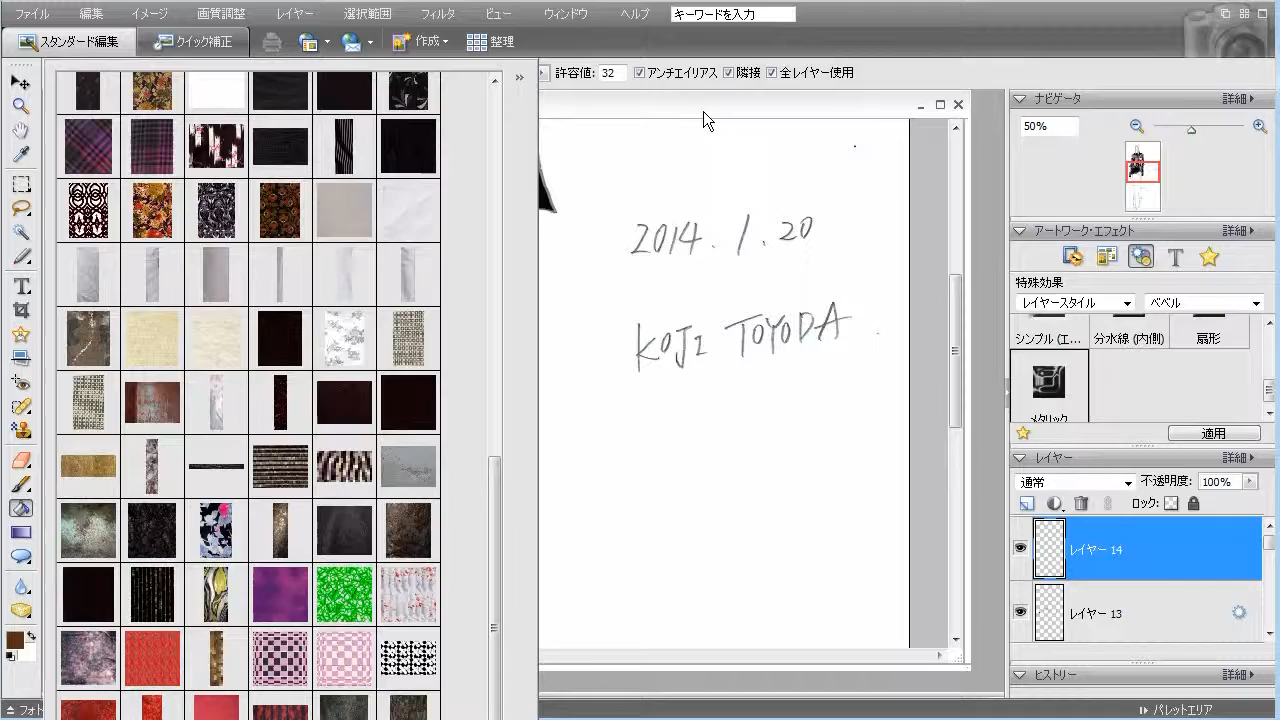 ファイル 編集 イメージ 画質調整 レイヤー 選択範囲 フィルタ ビュー ウィンドウ ヘルプ キーワードを入力
スタンダード編集 クイック補正 作成 整理
許容値: 32 アンチエイリアス 隣接 全レイヤー使用
ナビゲータ 詳細
50%
2014.1.20
KOJI TOYODA
アートワーク・エフェクト 詳細
特殊効果
レイヤースタイル ベベル
シンプル (エ... 分水線 (内側) 扇形
メタリック
適用
レイヤー 詳細
通常 不透明度: 100%
ロック:
レイヤー 14
レイヤー 13
ヒストリー 詳細
フォト
パレットエリア